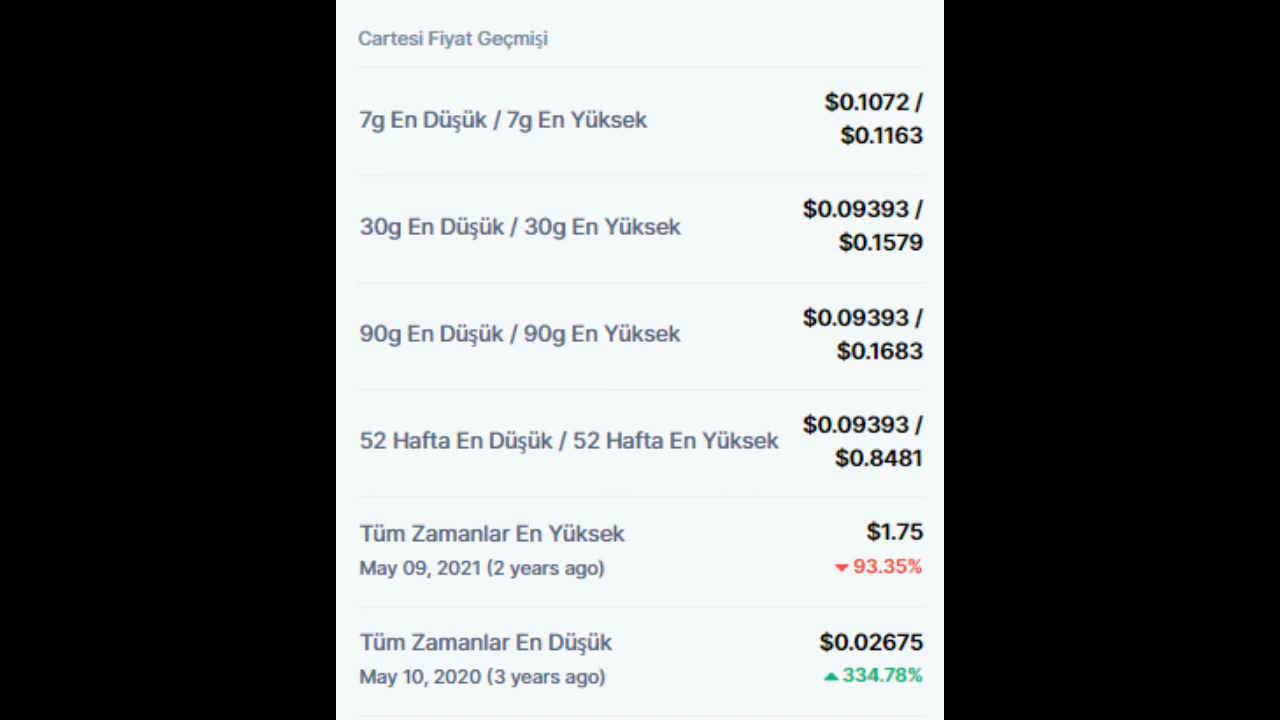 Cartesi Fiyat Geçmişi
7g En Düşük / 7g En Yüksek
$0.1072 /
$0.1163
30g En Düşük / 30g En Yüksek
$0.09393 /
$0.1579
90g En Düşük / 90g En Yüksek
$0.09393 /
$0.1683
52 Hafta En Düşük / 52 Hafta En Yüksek
$0.09393 /
$0.8481
Tüm Zamanlar En Yüksek
$1.75
May 09, 2021 (2 years ago)
93.35%
Tüm Zamanlar En Düşük
$0.02675
May 10, 2020 (3 years ago)
334.78%